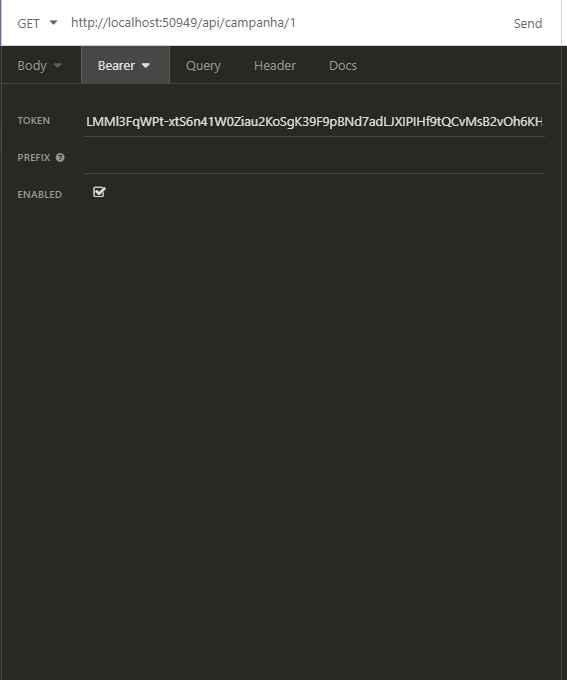 GET http://localhost:50949/api/campanha/1 Send
Body Bearer Query Header Docs
TOKEN LMMl3FqWPt-xtS6n41W0Ziau2KoSgK39F9pBNd7adLJXIPIHf9tQCvMsB2vOh6KH
PREFIX
ENABLED